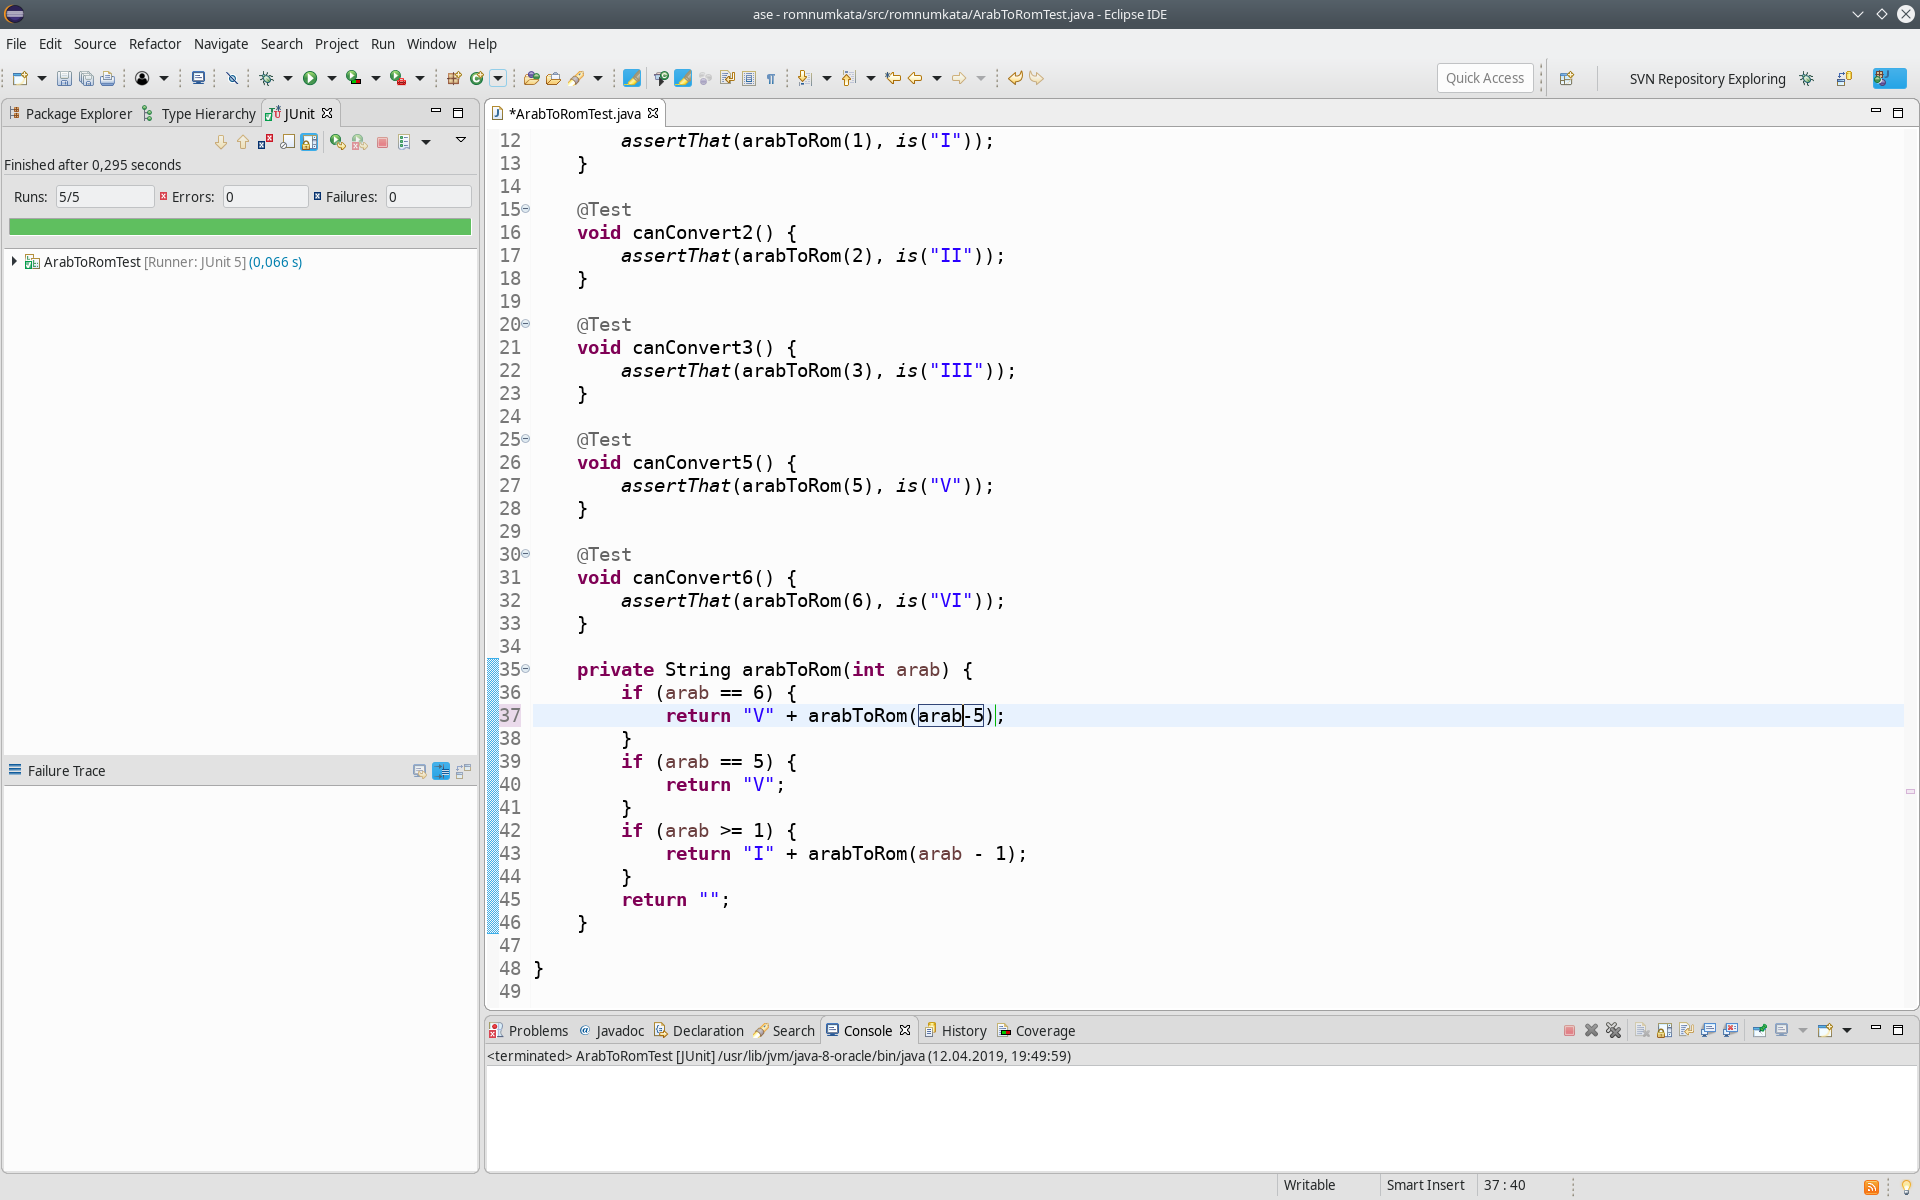 ase - romnumkata/src/romnumkata/ArabToRomTest.java - Eclipse IDE
File Edit Source Refactor Navigate Search Project Run Window Help
Quick Access
SVN Repository Exploring
Package Explorer Type Hierarchy JUnit
Finished after 0,295 seconds
Runs: 5/5 Errors: 0 Failures: 0
ArabToRomTest [Runner: JUnit 5] (0,066 s)
Failure Trace
*ArabToRomTest.java
12         assertThat(arabToRom(1), is("I"));
13     }
14
15     @Test
16     void canConvert2() {
17         assertThat(arabToRom(2), is("II"));
18     }
19
20     @Test
21     void canConvert3() {
22         assertThat(arabToRom(3), is("III"));
23     }
24
25     @Test
26     void canConvert5() {
27         assertThat(arabToRom(5), is("V"));
28     }
29
30     @Test
31     void canConvert6() {
32         assertThat(arabToRom(6), is("VI"));
33     }
34
35     private String arabToRom(int arab) {
36         if (arab == 6) {
37             return "V" + arabToRom(arab-5);
38         }
39         if (arab == 5) {
40             return "V";
41         }
42         if (arab >= 1) {
43             return "I" + arabToRom(arab - 1);
44         }
45         return "";
46     }
47
48 }
49
Problems Javadoc Declaration Search Console History Coverage
<terminated> ArabToRomTest [JUnit] /usr/lib/jvm/java-8-oracle/bin/java (12.04.2019, 19:49:59)
Writable Smart Insert 37 : 40